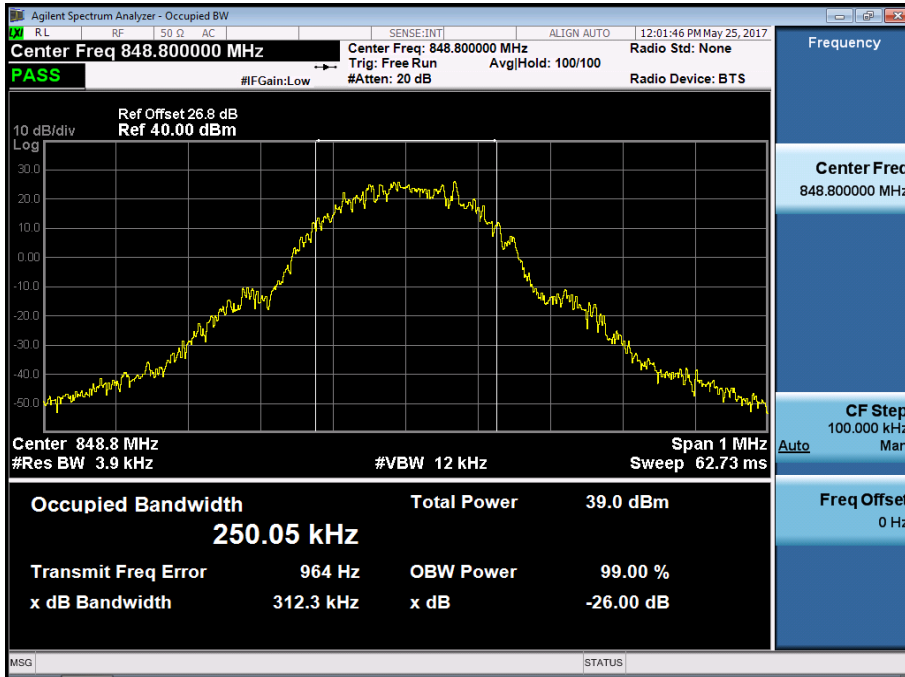 Agilent Spectrum Analyzer - Occupied BW
LXI RL RF 50 Ω AC SENSE:INT ALIGN AUTO 12:01:46 PM May 25, 2017
Center Freq 848.800000 MHz
PASS
#IFGain:Low
Center Freq: 848.800000 MHz
Trig: Free Run Avg|Hold: 100/100
#Atten: 20 dB
Radio Std: None
Radio Device: BTS
Ref Offset 26.8 dB
10 dB/div Ref 40.00 dBm
Log
30.0
20.0
10.0
0.00
-10.0
-20.0
-30.0
-40.0
-50.0
Center 848.8 MHz Span 1 MHz
#Res BW 3.9 kHz #VBW 12 kHz Sweep 62.73 ms
Occupied Bandwidth Total Power 39.0 dBm
250.05 kHz
Transmit Freq Error 964 Hz OBW Power 99.00 %
x dB Bandwidth 312.3 kHz x dB -26.00 dB
MSG STATUS
Frequency
Center Freq
848.800000 MHz
CF Step
100.000 kHz
Auto Man
Freq Offset
0 Hz